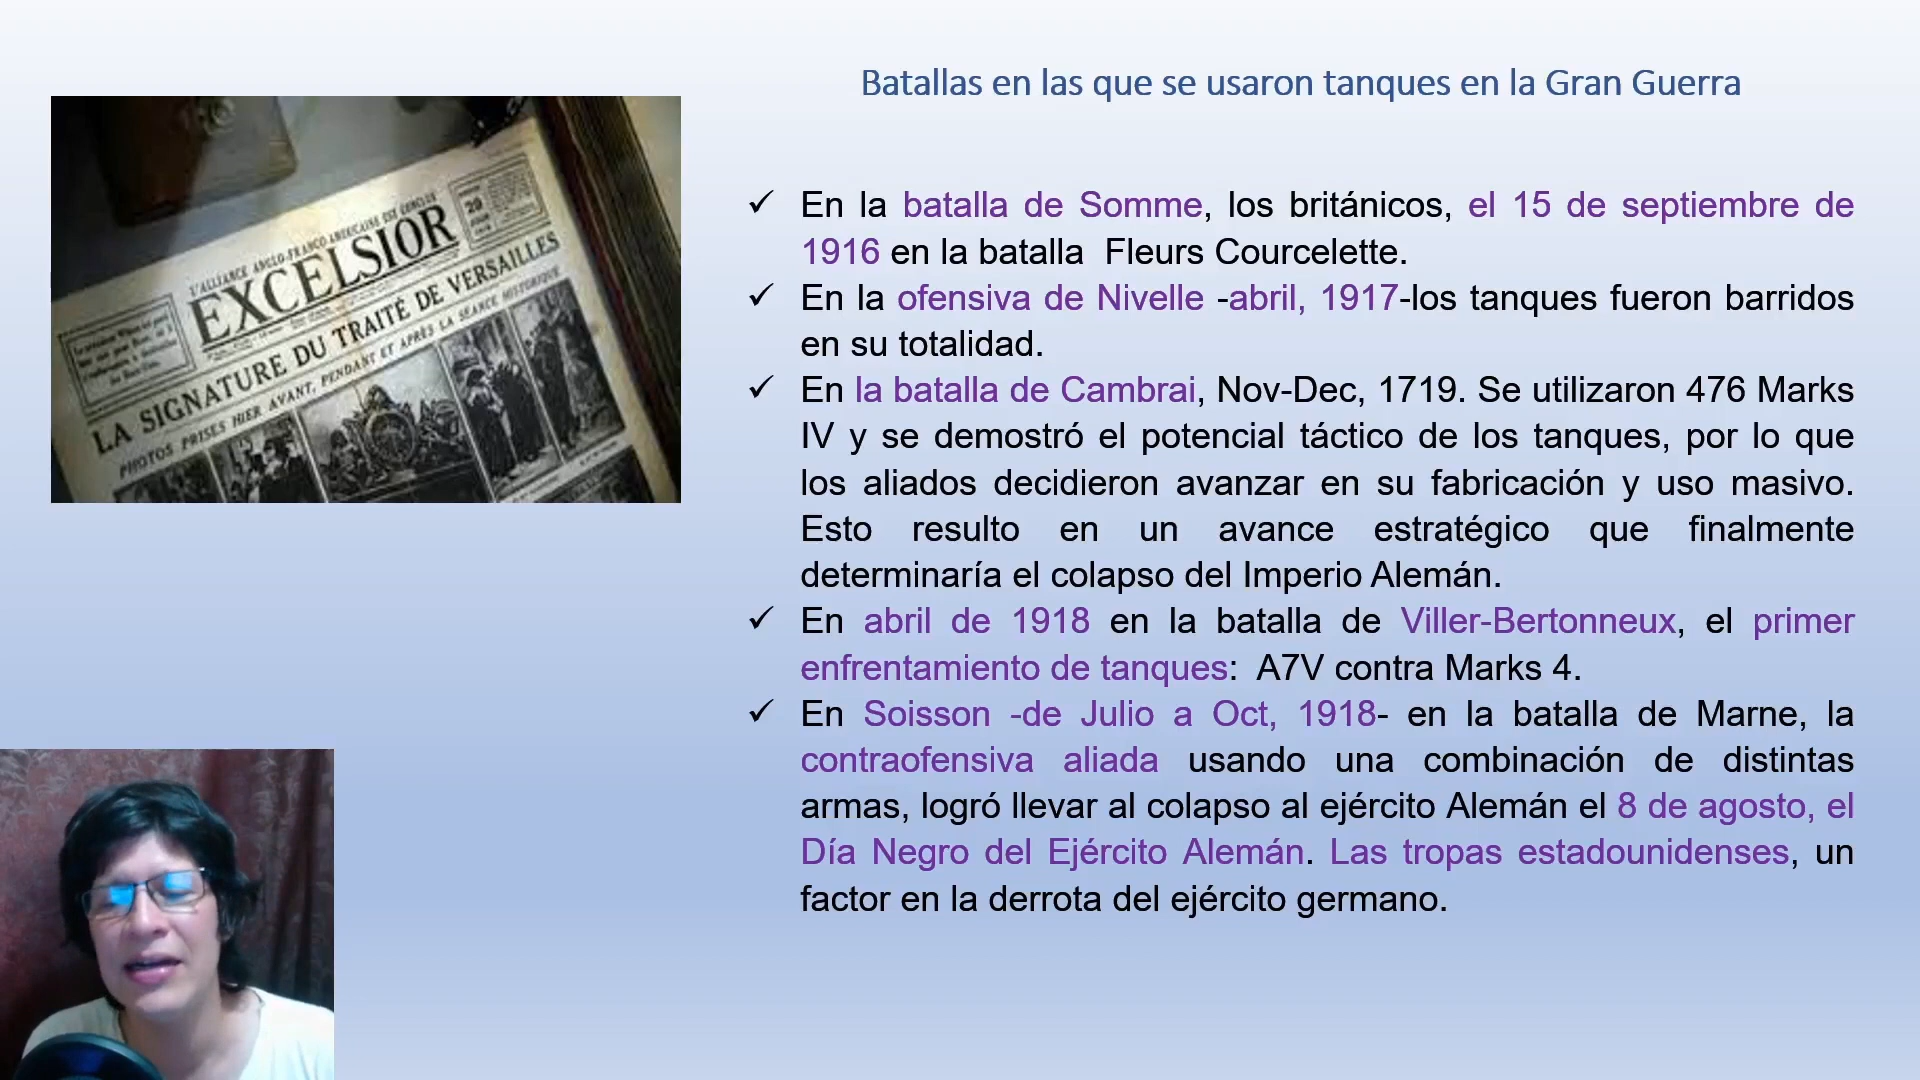 Batallas en las que se usaron tanques en la Gran Guerra
L'ALLIANCE ANGLO-FRANCO AMERICAINE EST CONCLUE
EXCELSIOR
29
LA SIGNATURE DU TRAITÉ DE VERSAILLES
PHOTOS PRISES HIER AVANT, PENDANT ET APRÈS LA SÉANCE HISTORIQUE
✓ En la batalla de Somme, los británicos, el 15 de septiembre de
1916 en la batalla Fleurs Courcelette.
✓ En la ofensiva de Nivelle -abril, 1917-los tanques fueron barridos
en su totalidad.
✓ En la batalla de Cambrai, Nov-Dec, 1719. Se utilizaron 476 Marks
IV y se demostró el potencial táctico de los tanques, por lo que
los aliados decidieron avanzar en su fabricación y uso masivo.
Esto resulto en un avance estratégico que finalmente
determinaría el colapso del Imperio Alemán.
✓ En abril de 1918 en la batalla de Viller-Bertonneux, el primer
enfrentamiento de tanques: A7V contra Marks 4.
✓ En Soisson -de Julio a Oct, 1918- en la batalla de Marne, la
contraofensiva aliada usando una combinación de distintas
armas, logró llevar al colapso al ejército Alemán el 8 de agosto, el
Día Negro del Ejército Alemán. Las tropas estadounidenses, un
factor en la derrota del ejército germano.